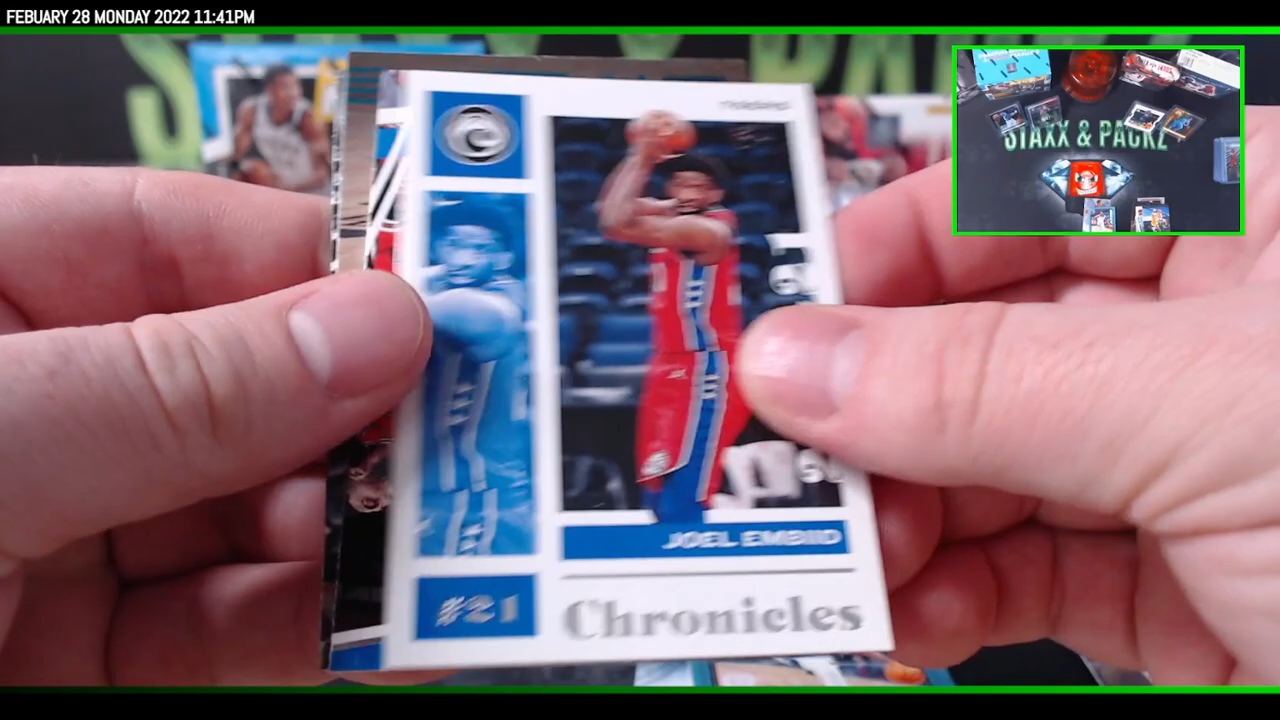 FEBUARY 28 MONDAY 2022 11:41PM
STAXX & PACKZ
JOEL EMBIID
#21
Chronicles